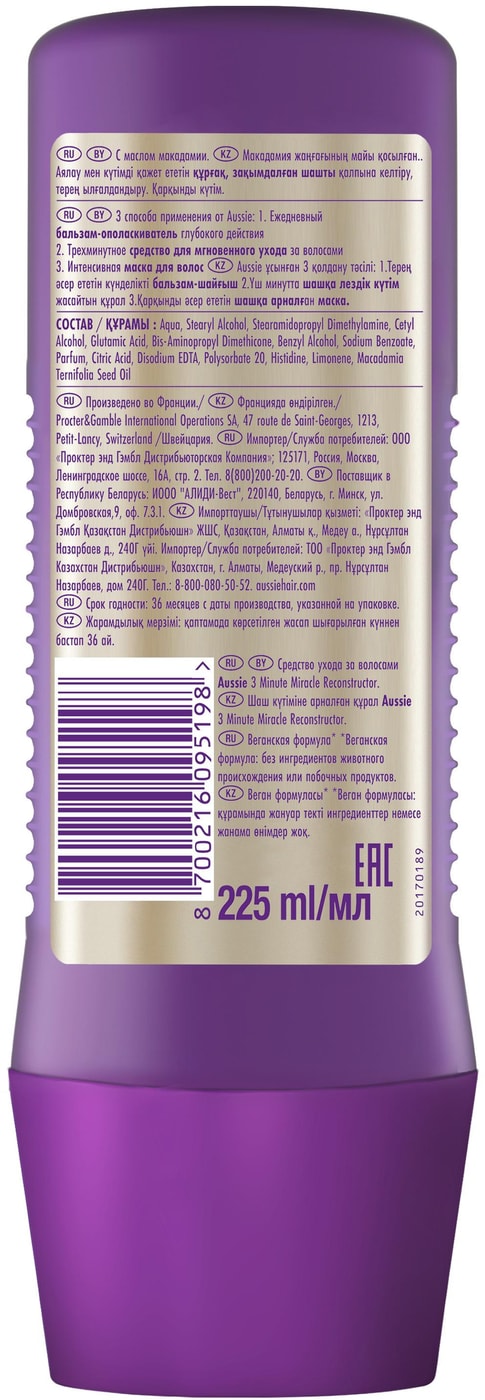 RU BY С маслом макадамии. KZ Макадамия жаңғағының майы қосылған..
Аялау мен күтімді қажет ететін құрғақ, зақымдалған шашты қалпына келтіру,
терең ылғалдандыру. Қарқынды күтім.
RU BY 3 способа применения от Aussie: 1. Ежедневный
бальзам-ополаскиватель глубокого действия
2. Трехминутное средство для мгновенного ухода за волосами
3. Интенсивная маска для волос KZ Aussie ұсынған 3 қолдану тәсілі: 1.Терең
әсер ететін күнделікті бальзам-шайғыш 2.Үш минутта шашқа лездік күтім
жасайтын құрал 3.Қарқынды әсер ететін шашқа арналған маска.
СОСТАВ / ҚҰРАМЫ : Aqua, Stearyl Alcohol, Stearamidopropyl Dimethylamine, Cetyl
Alcohol, Glutamic Acid, Bis-Aminopropyl Dimethicone, Benzyl Alcohol, Sodium Benzoate,
Parfum, Citric Acid, Disodium EDTA, Polysorbate 20, Histidine, Limonene, Macadamia
Ternifolia Seed Oil
RU Произведено во Франции./ KZ Францияда өндірілген./
Procter&Gamble International Operations SA, 47 route de Saint-Georges, 1213,
Petit-Lancy, Switzerland /Швейцария. RU Импортер/Служба потребителей: ООО
«Проктер энд Гэмбл Дистрибьюторская Компания»; 125171, Россия, Москва,
Ленинградское шоссе, 16А, стр. 2. Тел. 8(800)200-20-20. BY Поставщик в
Республику Беларусь: ИООО "АЛИДИ-Вест", 220140, Беларусь, г. Минск, ул.
Домбровская,9, оф. 7.3.1. KZ Импорттаушы/Тұтынушылар қызметі: «Проктер энд
Гэмбл Қазақстан Дистрибьюшн» ЖШС, Қазақстан, Алматы қ., Медеу а., Нұрсұлтан
Назарбаев д., 240Г үйі. Импортер/Служба потребителей: ТОО «Проктер энд Гэмбл
Казахстан Дистрибьюшн», Казахстан, г. Алматы, Медеуский р., пр. Нұрсұлтан
Назарбаев, дом 240Г. Тел.: 8-800-080-50-52. aussiehair.com
RU Срок годности: 36 месяцев с даты производства, указанной на упаковке.
KZ Жарамдылық мерзімі: қаптамада көрсетілген жасап шығарылған күннен
бастап 36 ай.
RU BY Средство ухода за волосами
Aussie 3 Minute Miracle Reconstructor.
KZ Шаш күтіміне арналған құрал Aussie
3 Minute Miracle Reconstructor.
RU Веганская формула* *Веганская
формула: без ингредиентов животного
происхождения или побочных продуктов.
KZ Веган формуласы* *Веган формуласы:
құрамында жануар текті ингредиенттер немесе
жанама өнімдер жоқ.
8 700216 095198 >
EAC
225 ml/мл
20170189